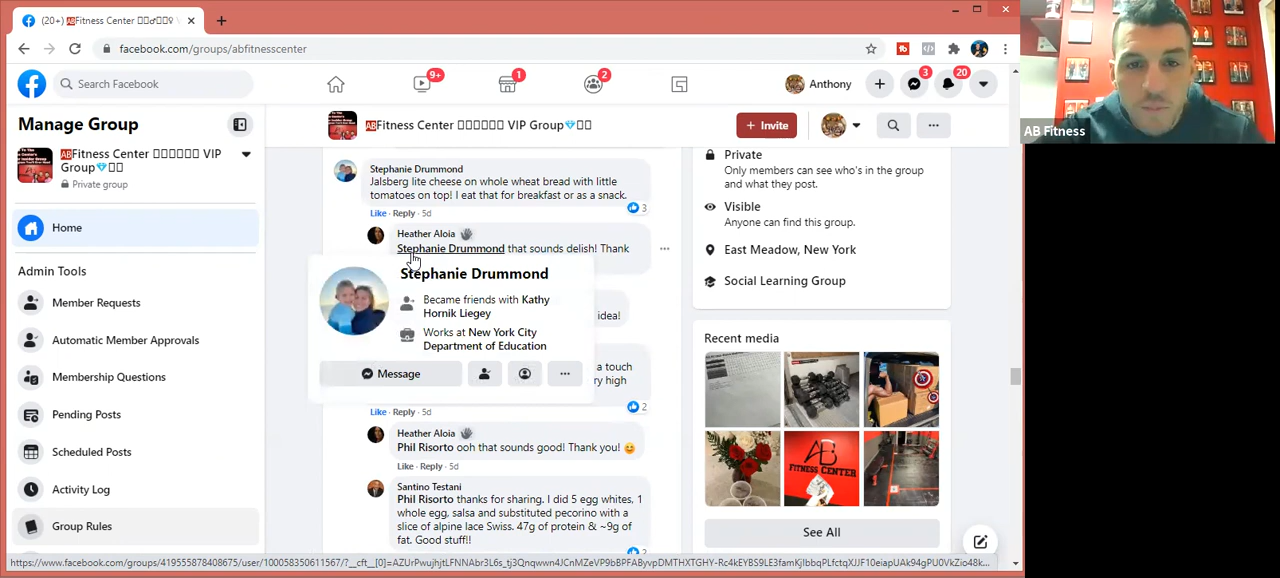 (20+) 🆎Fitness Center
facebook.com/groups/abfitnesscenter
Search Facebook
9+
1
2
Anthony
3
20
Manage Group
🆎Fitness Center VIP Group💎
Private group
Home
Admin Tools
Member Requests
Automatic Member Approvals
Membership Questions
Pending Posts
Scheduled Posts
Activity Log
Group Rules
🆎Fitness Center VIP Group💎
+ Invite
Stephanie Drummond
Jalsberg lite cheese on whole wheat bread with little
tomatoes on top! I eat that for breakfast or as a snack.
Like · Reply · 5d
3
Heather Aloia
Stephanie Drummond that sounds delish! Thank
Stephanie Drummond
Became friends with Kathy
Hornik Liegey
Works at New York City
Department of Education
Message
idea!
a touch
ry high
2
Like · Reply · 5d
Heather Aloia
Phil Risorto ooh that sounds good! Thank you! 😊
Like · Reply · 5d
Santino Testani
Phil Risorto thanks for sharing. I did 5 egg whites, 1
whole egg, salsa and substituted pecorino with a
slice of alpine lace Swiss. 47g of protein & ~9g of
fat. Good stuff!!
Private
Only members can see who's in the group
and what they post.
Visible
Anyone can find this group.
East Meadow, New York
Social Learning Group
Recent media
AB
FITNESS CENTER
See All
AB Fitness